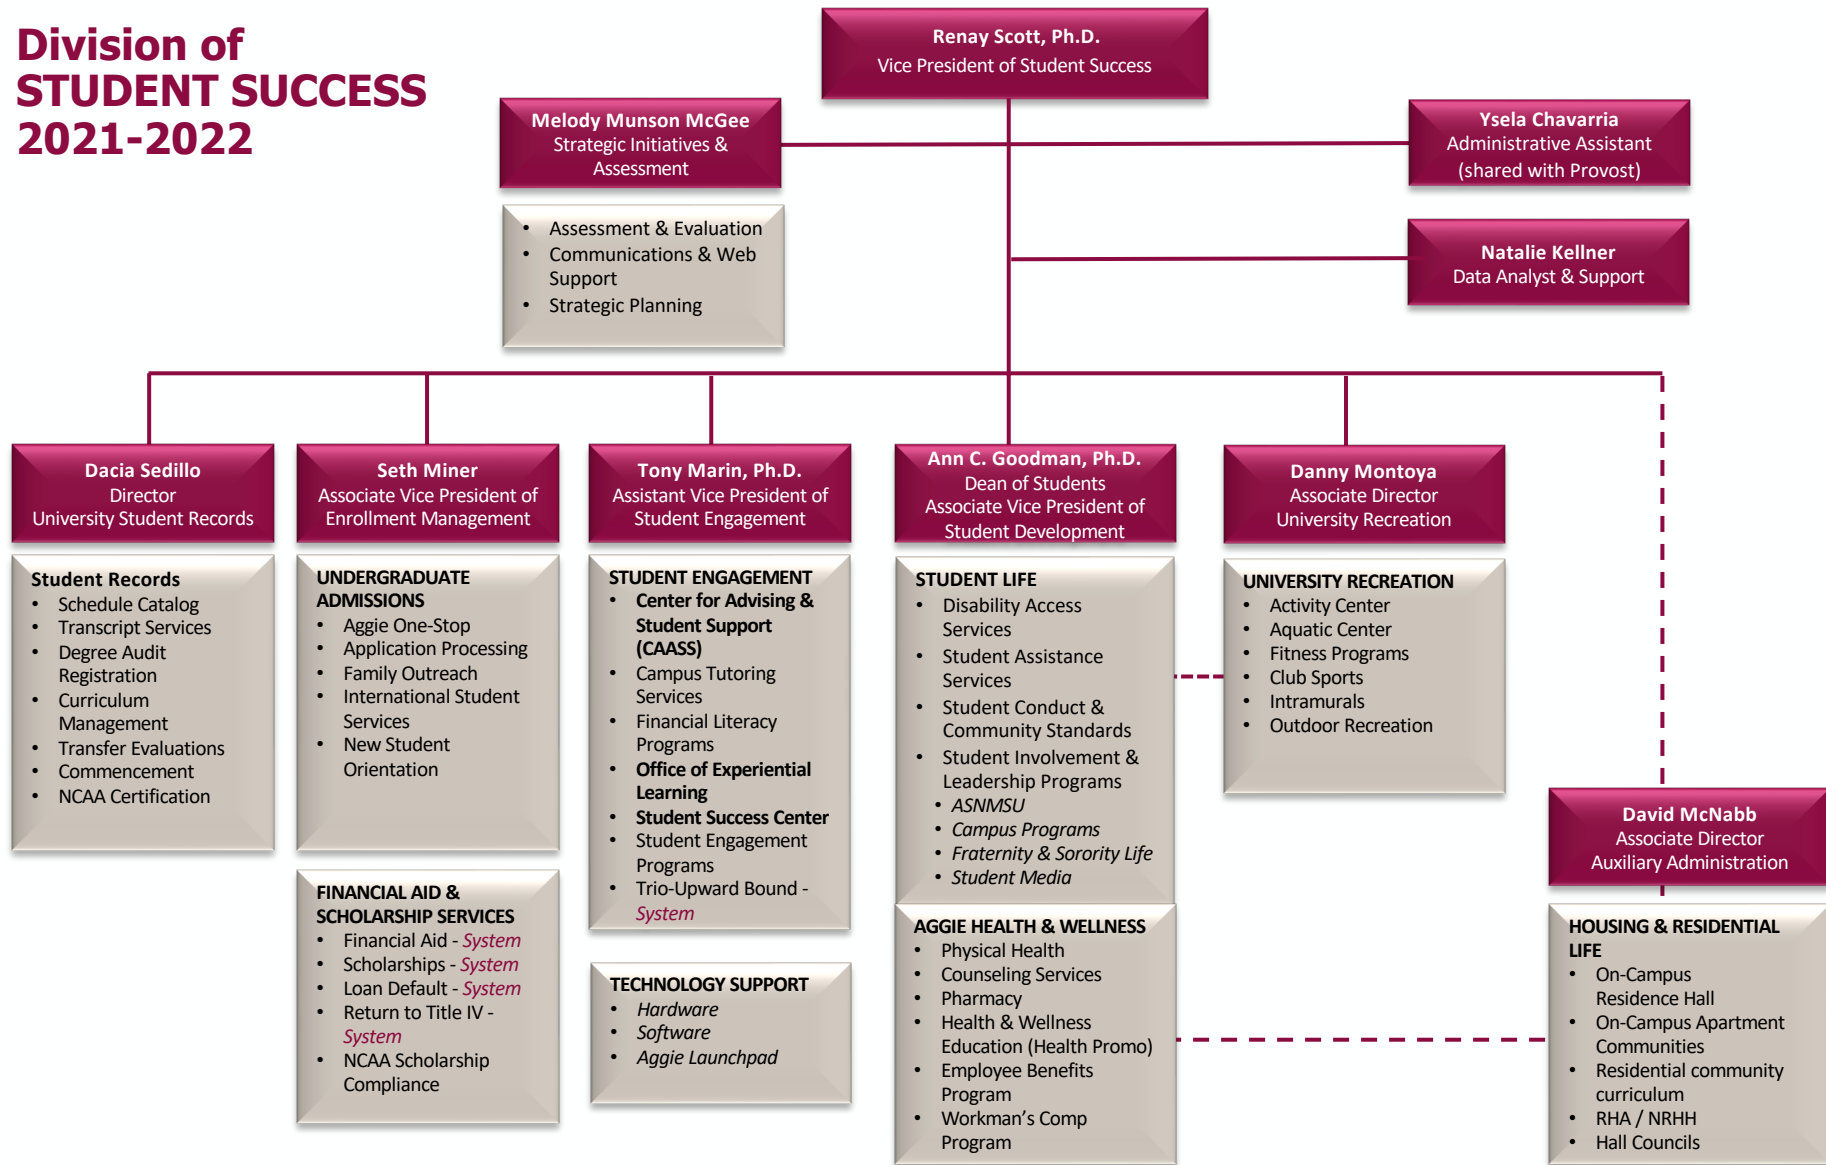 Division of
STUDENT SUCCESS
2021-2022
Renay Scott, Ph.D.
Vice President of Student Success
Melody Munson McGee
Strategic Initiatives &
Assessment
Ysela Chavarria
Administrative Assistant
(shared with Provost)
• Assessment & Evaluation
• Communications & Web
Support
• Strategic Planning
Natalie Kellner
Data Analyst & Support
Dacia Sedillo
Director
University Student Records
Seth Miner
Associate Vice President of
Enrollment Management
Tony Marin, Ph.D.
Assistant Vice President of
Student Engagement
Ann C. Goodman, Ph.D.
Dean of Students
Associate Vice President of
Student Development
Danny Montoya
Associate Director
University Recreation
Student Records
• Schedule Catalog
• Transcript Services
• Degree Audit
Registration
• Curriculum
Management
• Transfer Evaluations
• Commencement
• NCAA Certification
UNDERGRADUATE
ADMISSIONS
• Aggie One-Stop
• Application Processing
• Family Outreach
• International Student
Services
• New Student
Orientation
FINANCIAL AID &
SCHOLARSHIP SERVICES
• Financial Aid - System
• Scholarships - System
• Loan Default - System
• Return to Title IV -
System
• NCAA Scholarship
Compliance
STUDENT ENGAGEMENT
• Center for Advising &
Student Support
(CAASS)
• Campus Tutoring
Services
• Financial Literacy
Programs
• Office of Experiential
Learning
• Student Success Center
• Student Engagement
Programs
• Trio-Upward Bound -
System
TECHNOLOGY SUPPORT
• Hardware
• Software
• Aggie Launchpad
STUDENT LIFE
• Disability Access
Services
• Student Assistance
Services
• Student Conduct &
Community Standards
• Student Involvement &
Leadership Programs
• ASNMSU
• Campus Programs
• Fraternity & Sorority Life
• Student Media
AGGIE HEALTH & WELLNESS
• Physical Health
• Counseling Services
• Pharmacy
• Health & Wellness
Education (Health Promo)
• Employee Benefits
Program
• Workman's Comp
Program
UNIVERSITY RECREATION
• Activity Center
• Aquatic Center
• Fitness Programs
• Club Sports
• Intramurals
• Outdoor Recreation
David McNabb
Associate Director
Auxiliary Administration
HOUSING & RESIDENTIAL
LIFE
• On-Campus
Residence Hall
• On-Campus Apartment
Communities
• Residential community
curriculum
• RHA / NRHH
• Hall Councils